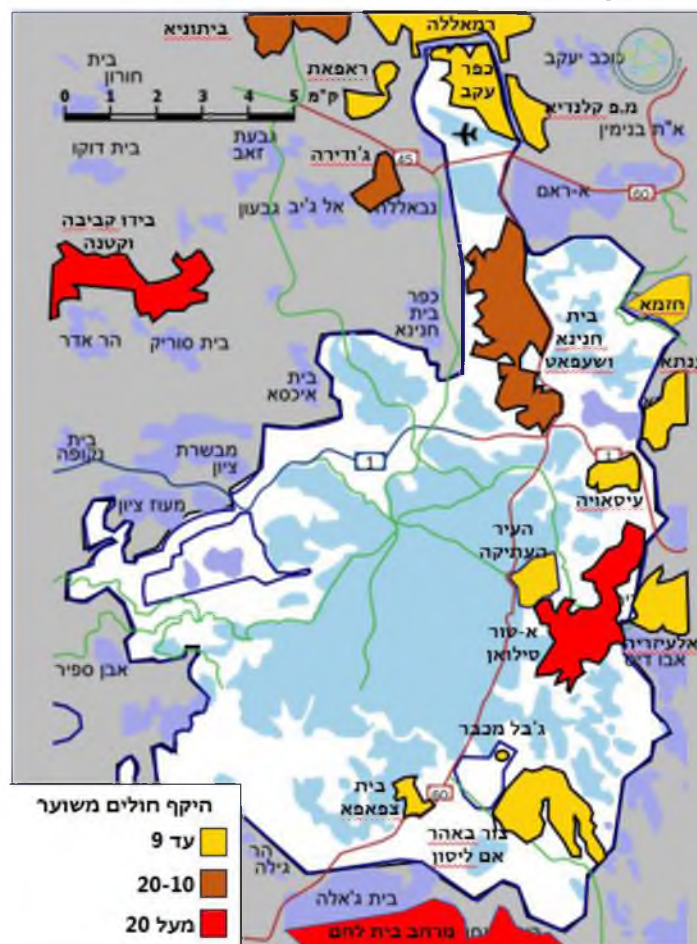 רמאללה
ביתוניא
כפר
עקב
ראפאת
כוכב יעקב
בית
חורון
0 1 2 3 4 5 ק"מ
מ.פ קלנדיא
א"ת בנימין
בית דוקו
גבעת
זאב
ג'ודירה
45
60
א-ראם
גבעון
אל ג'יב
נבאללה
בידו קביבה
וקטנה
חזמא
כפר
בית
חנינא
בית
חנינא
ושעפאט
הר אדר
בית סוריק
ענתא
בית
איכסא
בית
נקופה
מבשרת
ציון
1
1
מעוז ציון
עיסאויה
העיר
העתיקה
א-טור
סילואן
אלעיזריה
אבו דיס
אבן ספיר
ג'בל מכבר
בית
צפאפא
60
צור באהר
אם ליסון
הר
גילה
בית ג'אלה
מרחב בית לחם
היקף חולים משוער
עד 9
20-10
מעל 20